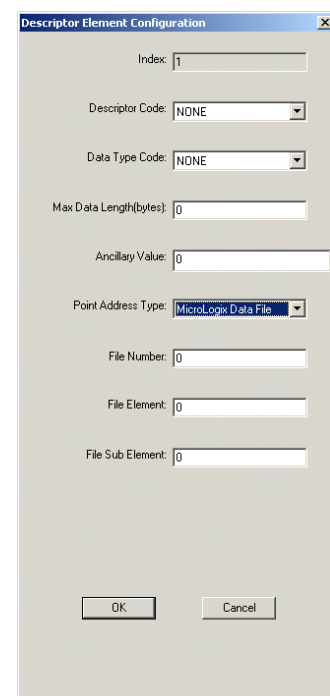 Descriptor Element Configuration
Index: 1
Descriptor Code: NONE
Data Type Code: NONE
Max Data Length(bytes): 0
Ancillary Value: 0
Point Address Type: MicroLogix Data File
File Number: 0
File Element: 0
File Sub Element: 0
OK Cancel